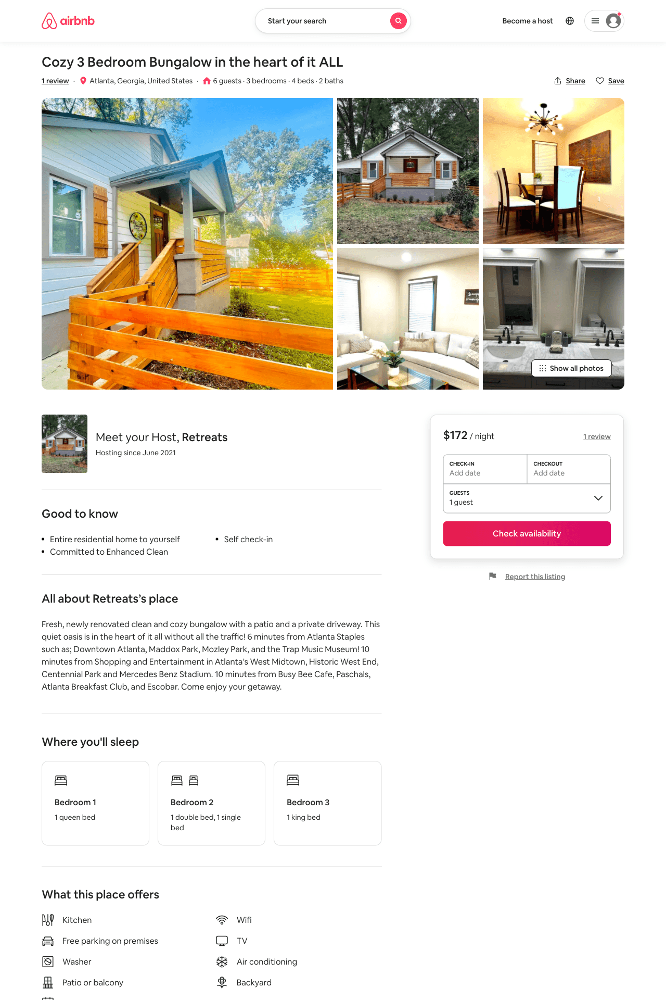 airbnb
Start your search
Become a host
Cozy 3 Bedroom Bungalow in the heart of it ALL
1 review · Atlanta, Georgia, United States · 6 guests · 3 bedrooms · 4 beds · 2 baths
Share
Save
Show all photos
Meet your Host, Retreats
Hosting since June 2021
$172 / night
1 review
CHECK-IN
Add date
CHECKOUT
Add date
GUESTS
1 guest
Check availability
Report this listing
Good to know
Entire residential home to yourself
Self check-in
Committed to Enhanced Clean
All about Retreats’s place
Fresh, newly renovated clean and cozy bungalow with a patio and a private driveway. This
quiet oasis is in the heart of it all without all the traffic! 6 minutes from Atlanta Staples
such as; Downtown Atlanta, Maddox Park, Mozley Park, and the Trap Music Museum! 10
minutes from Shopping and Entertainment in Atlanta’s West Midtown, Historic West End,
Centennial Park and Mercedes Benz Stadium. 10 minutes from Busy Bee Cafe, Paschals,
Atlanta Breakfast Club, and Escobar. Come enjoy your getaway.
Where you'll sleep
Bedroom 1
1 queen bed
Bedroom 2
1 double bed, 1 single
bed
Bedroom 3
1 king bed
What this place offers
Kitchen
Wifi
Free parking on premises
TV
Washer
Air conditioning
Patio or balcony
Backyard